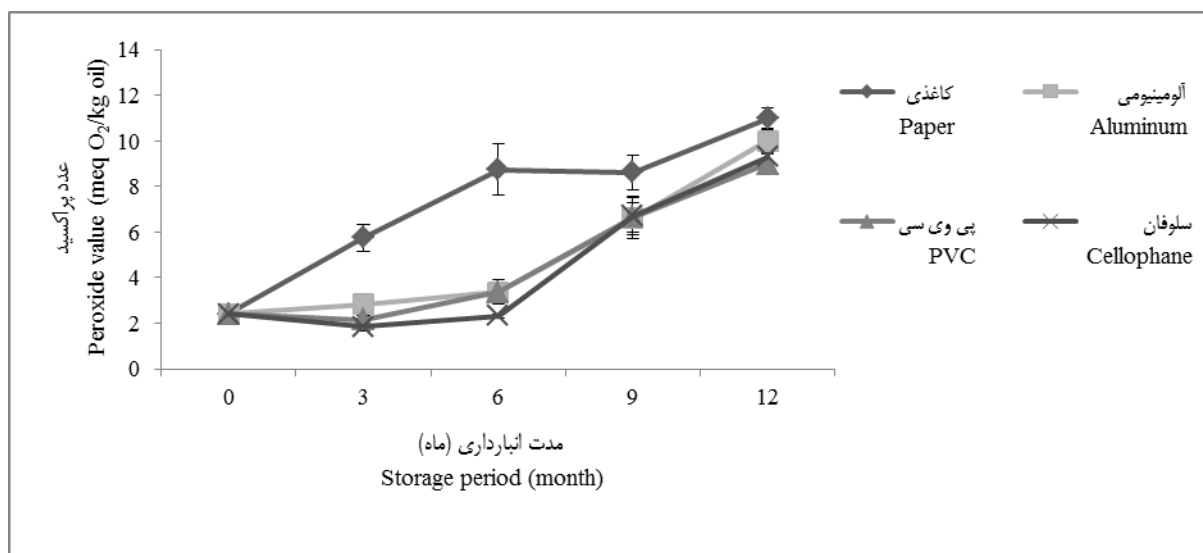 عدد پراکسید
Peroxide value (meq O₂/kg oil)
14
12
10
8
6
4
2
0
0 3 6 9 12
مدت انبارداری (ماه)
Storage period (month)
کاغذی
Paper
آلومینیومی
Aluminum
پی وی سی
PVC
سلوفان
Cellophane